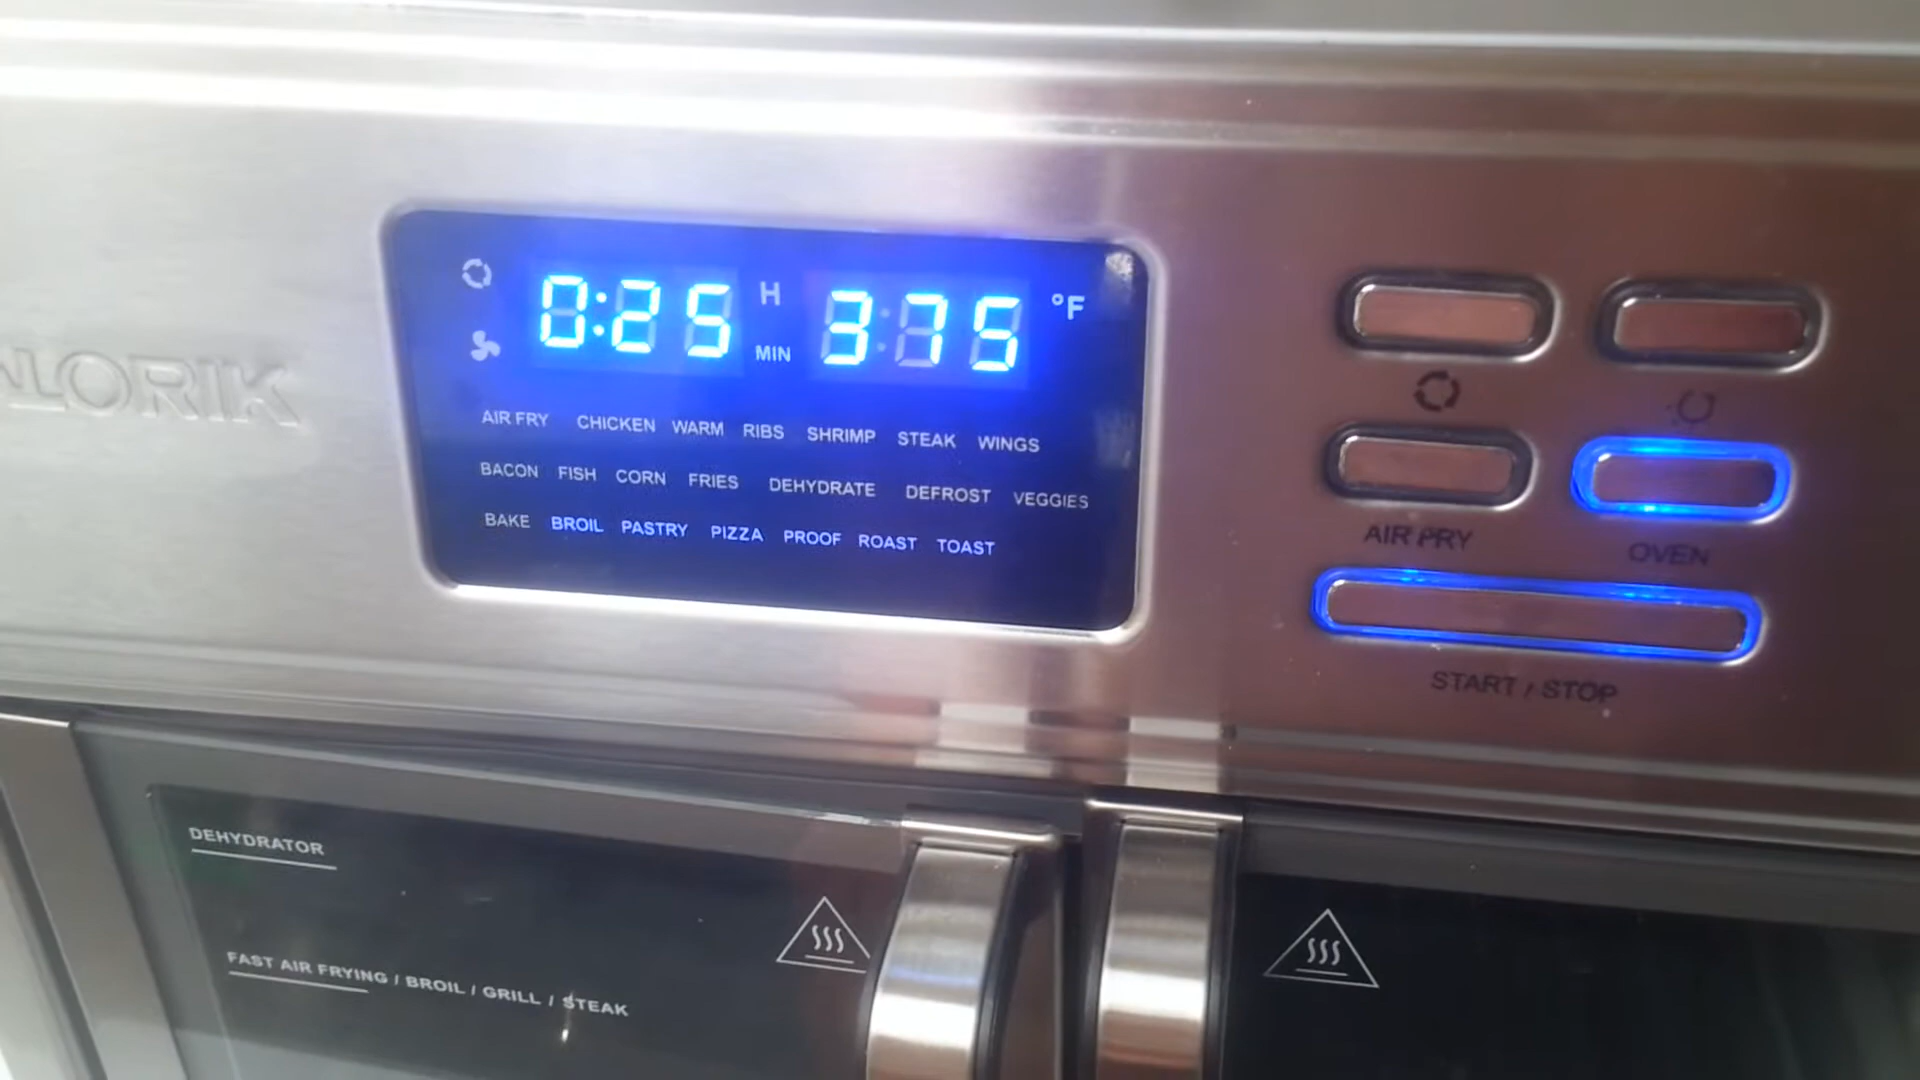 LORIK
0:25 H MIN 375 °F
AIR FRY CHICKEN WARM RIBS SHRIMP STEAK WINGS
BACON FISH CORN FRIES DEHYDRATE DEFROST VEGGIES
BAKE BROIL PASTRY PIZZA PROOF ROAST TOAST
AIR FRY OVEN
START / STOP
DEHYDRATOR
FAST AIR FRYING / BROIL / GRILL / STEAK